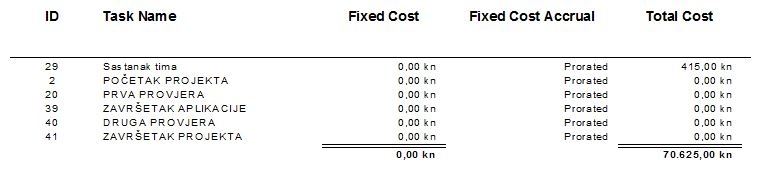 ID Task Name Fixed Cost Fixed Cost Accrual Total Cost
29 Sastanak tima 0,00 kn Prorated 415,00 kn
2 POČETAK PROJEKTA 0,00 kn Prorated 0,00 kn
20 PRVA PROVJERA 0,00 kn Prorated 0,00 kn
39 ZAVRŠETAK APLIKACIJE 0,00 kn Prorated 0,00 kn
40 DRUGA PROVJERA 0,00 kn Prorated 0,00 kn
41 ZAVRŠETAK PROJEKTA 0,00 kn Prorated 0,00 kn
0,00 kn 70.625,00 kn